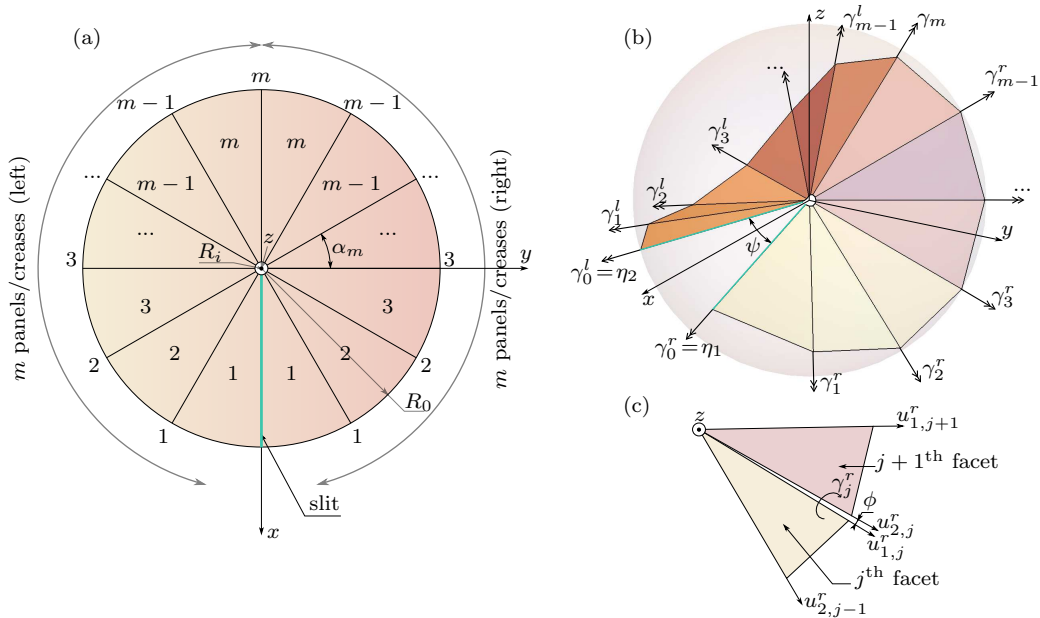 (a)
m
m − 1
m − 1
m
m
...
m − 1
m − 1
...
...
...
α_m
R_i
z
3
3
y
3
3
2
2
2
2
1
1
R_0
1
1
slit
x
m panels/creases (left)
m panels/creases (right)
(b)
z
γ^l_{m−1}
γ_m
...
γ^r_{m−1}
γ^l_3
γ^l_2
γ^l_1
...
y
ψ
γ^l_0 = η_2
x
γ^r_3
γ^r_0 = η_1
γ^r_2
γ^r_1
(c)
z
u^r_{1,j+1}
j + 1^th facet
γ^r_j
ϕ
u^r_{2,j}
u^r_{1,j}
j^th facet
u^r_{2,j−1}